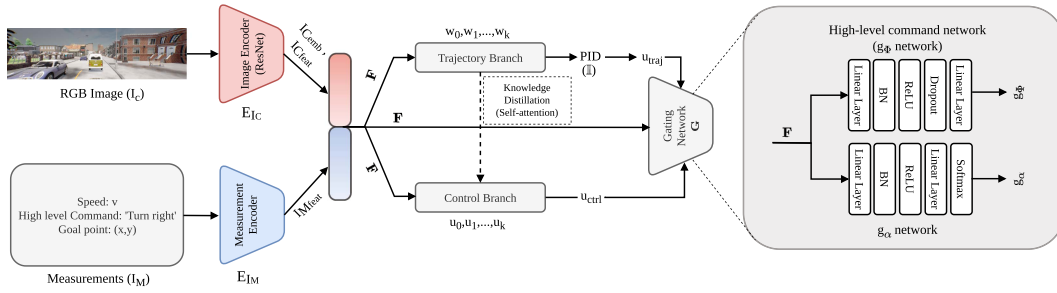 RGB Image (I_c)
Image Encoder
(ResNet)
E_I_C
I_Cemb,
I_Cfeat
Speed: v
High level Command: 'Turn right'
Goal point: (x,y)
Measurements (I_M)
Measurement
Encoder
E_I_M
I_Mfeat
F
F
F
w_0,w_1,...,w_k
Trajectory Branch
PID
(𝕀)
u_traj
Knowledge
Distillation
(Self-attention)
Control Branch
u_0,u_1,...,u_k
u_ctrl
Gating
Network
G
High-level command network
(g_Φ network)
F
Linear Layer
BN
ReLU
Dropout
Linear Layer
g_Φ
Linear Layer
BN
ReLU
Linear Layer
Softmax
g_α
g_α network